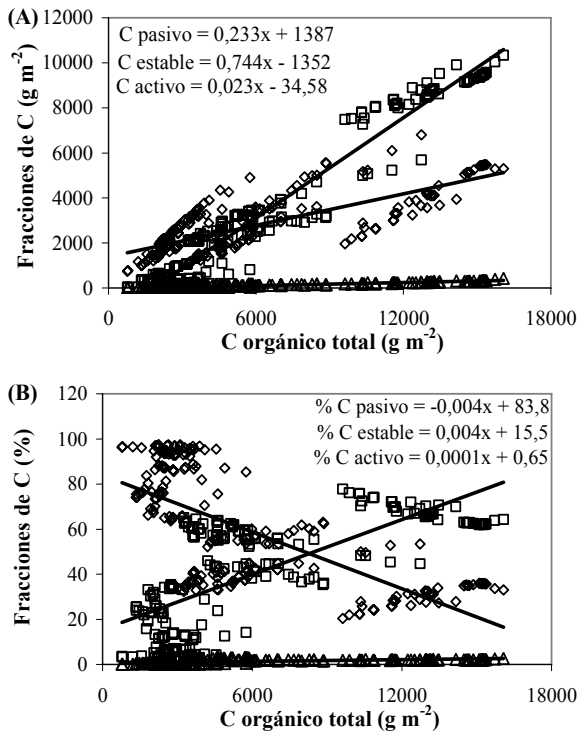 (A)
12000
10000
8000
6000
4000
2000
0
Fracciones de C (g m⁻²)
C pasivo = 0,233x + 1387
C estable = 0,744x - 1352
C activo = 0,023x - 34,58
0 6000 12000 18000
C orgánico total (g m⁻²)
(B)
120
100
80
60
40
20
0
Fracciones de C (%)
% C pasivo = -0,004x + 83,8
% C estable = 0,004x + 15,5
% C activo = 0,0001x + 0,65
0 6000 12000 18000
C orgánico total (g m⁻²)